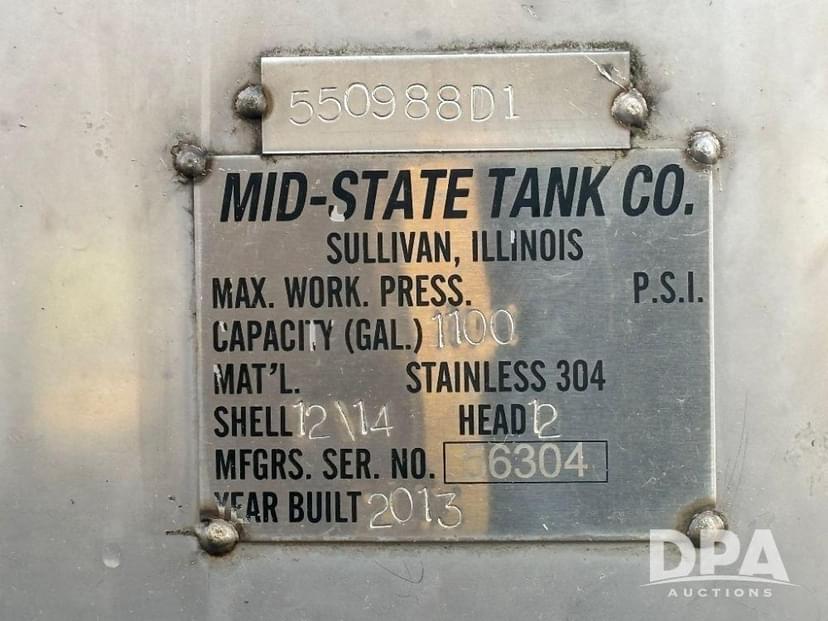 550988D1
MID-STATE TANK CO.
SULLIVAN, ILLINOIS
MAX. WORK. PRESS. P.S.I.
CAPACITY (GAL.) 1100
MAT'L. STAINLESS 304
SHELL 12\14 HEAD 12
MFGRS. SER. NO. 56304
YEAR BUILT 2013
DPA
AUCTIONS